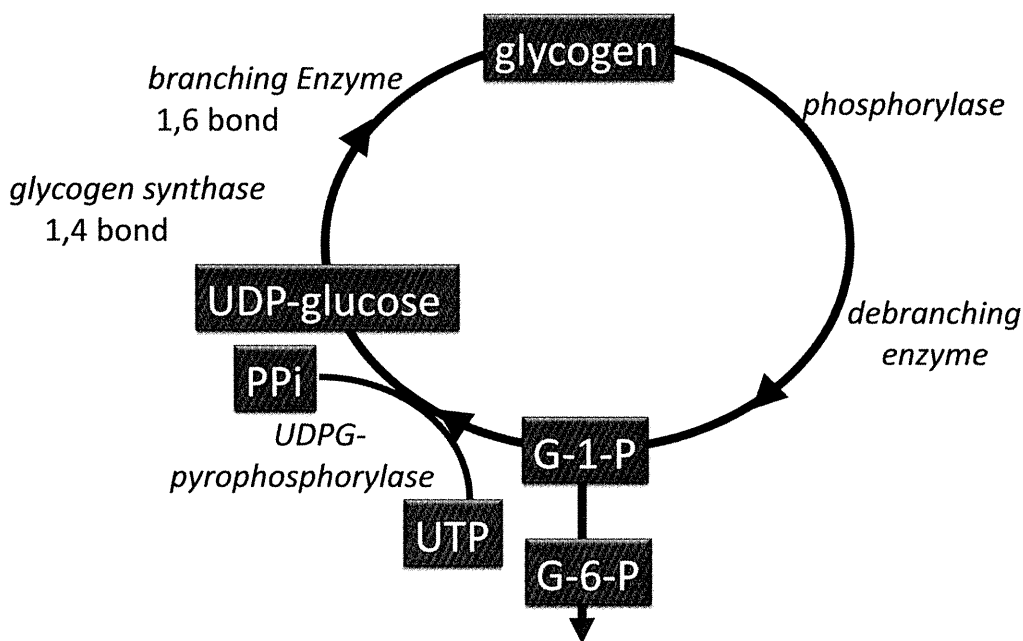 glycogen
branching Enzyme
1,6 bond
phosphorylase
glycogen synthase
1,4 bond
UDP-glucose
debranching
enzyme
PPi
UDPG-
pyrophosphorylase
G-1-P
UTP
G-6-P